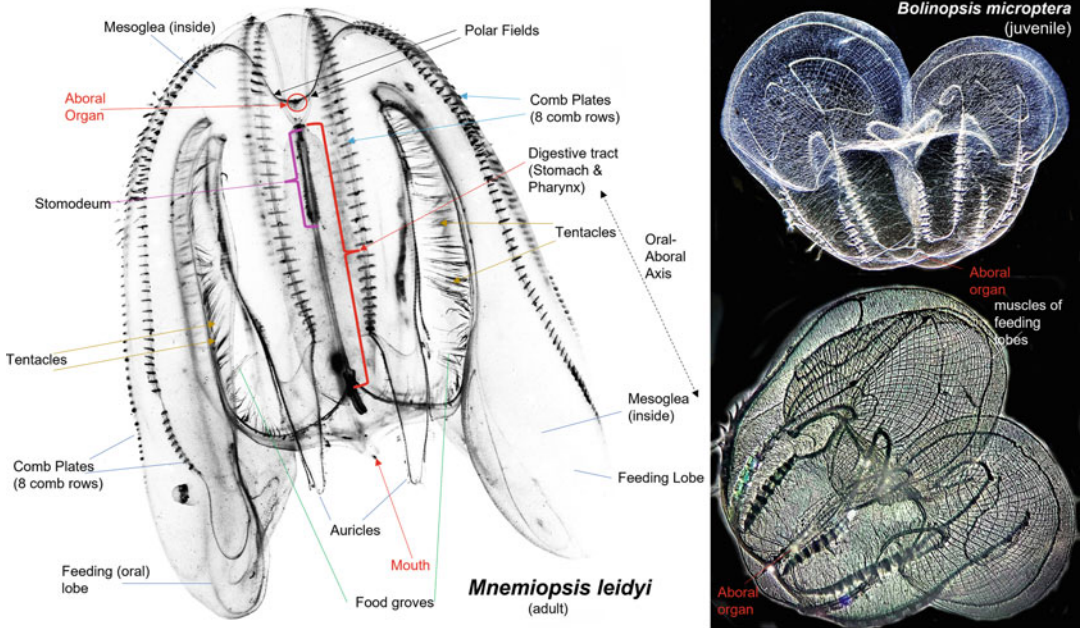 Mesoglea (inside)
Polar Fields
Aboral
Organ
Comb Plates
(8 comb rows)
Digestive tract
(Stomach &
Pharynx)
Stomodeum
Tentacles
Oral-
Aboral
Axis
Tentacles
Mesoglea
(inside)
Comb Plates
(8 comb rows)
Feeding Lobe
Auricles
Mouth
Feeding (oral)
lobe
Food groves
Mnemiopsis leidyi
(adult)
Bolinopsis microptera
(juvenile)
Aboral
organ
muscles of
feeding
lobes
Aboral
organ